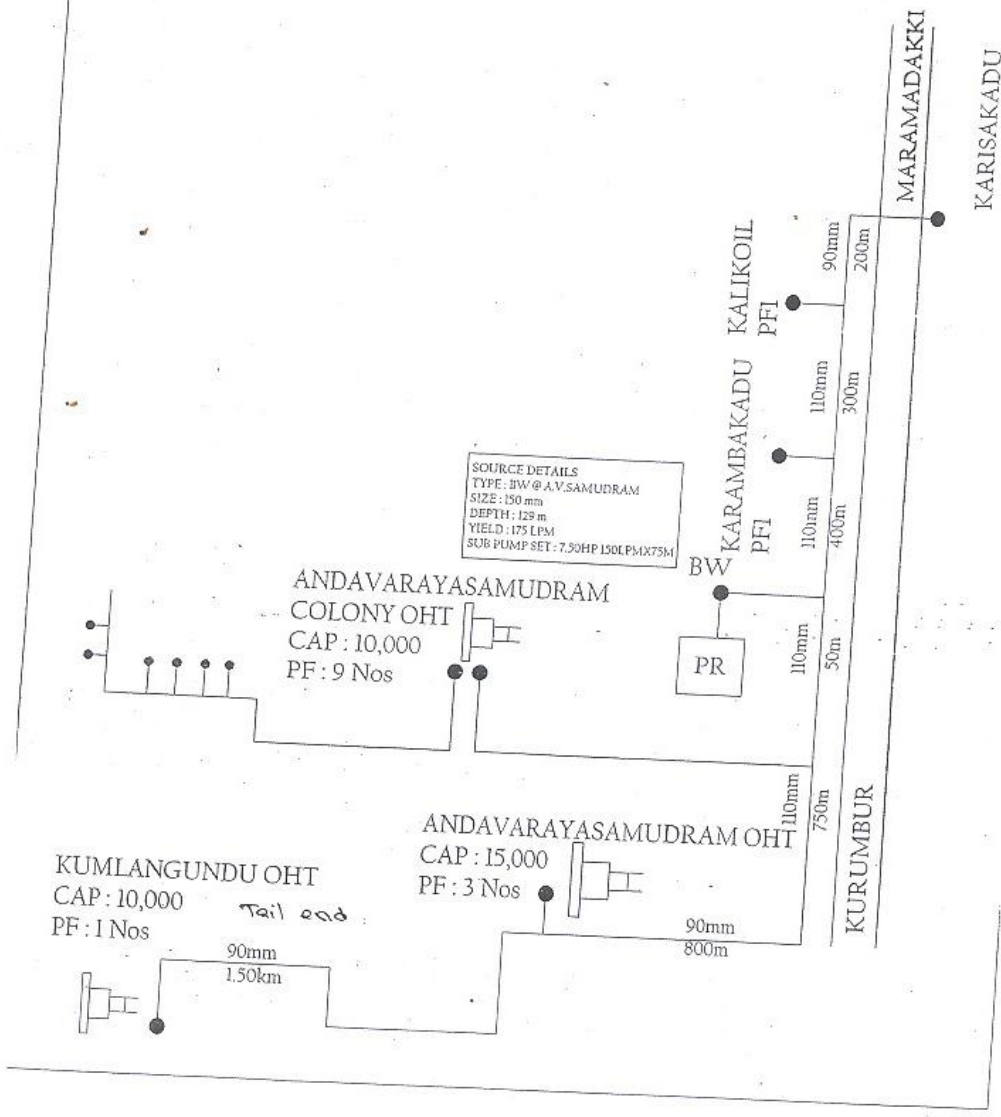 MARAMADAKKI
KARISAKADU
90mm
200m
KALIKOIL
PF1
110mm
300m
KARAMBAKADU
PF1
110mm
400m
SOURCE DETAILS
TYPE : BW @ A.V.SAMUDRAM
SIZE : 150 mm
DEPTH : 129 m
YIELD : 175 LPM
SUB PUMP SET : 7.50HP 150LPMX75M
BW
PR
110mm
50m
ANDAVARAYASAMUDRAM
COLONY OHT
CAP : 10,000
PF : 9 Nos
110mm
750m
KURUMBUR
ANDAVARAYASAMUDRAM OHT
CAP : 15,000
PF : 3 Nos
90mm
800m
KUMLANGUNDU OHT
CAP : 10,000
Tail end
PF : 1 Nos
90mm
1.50km